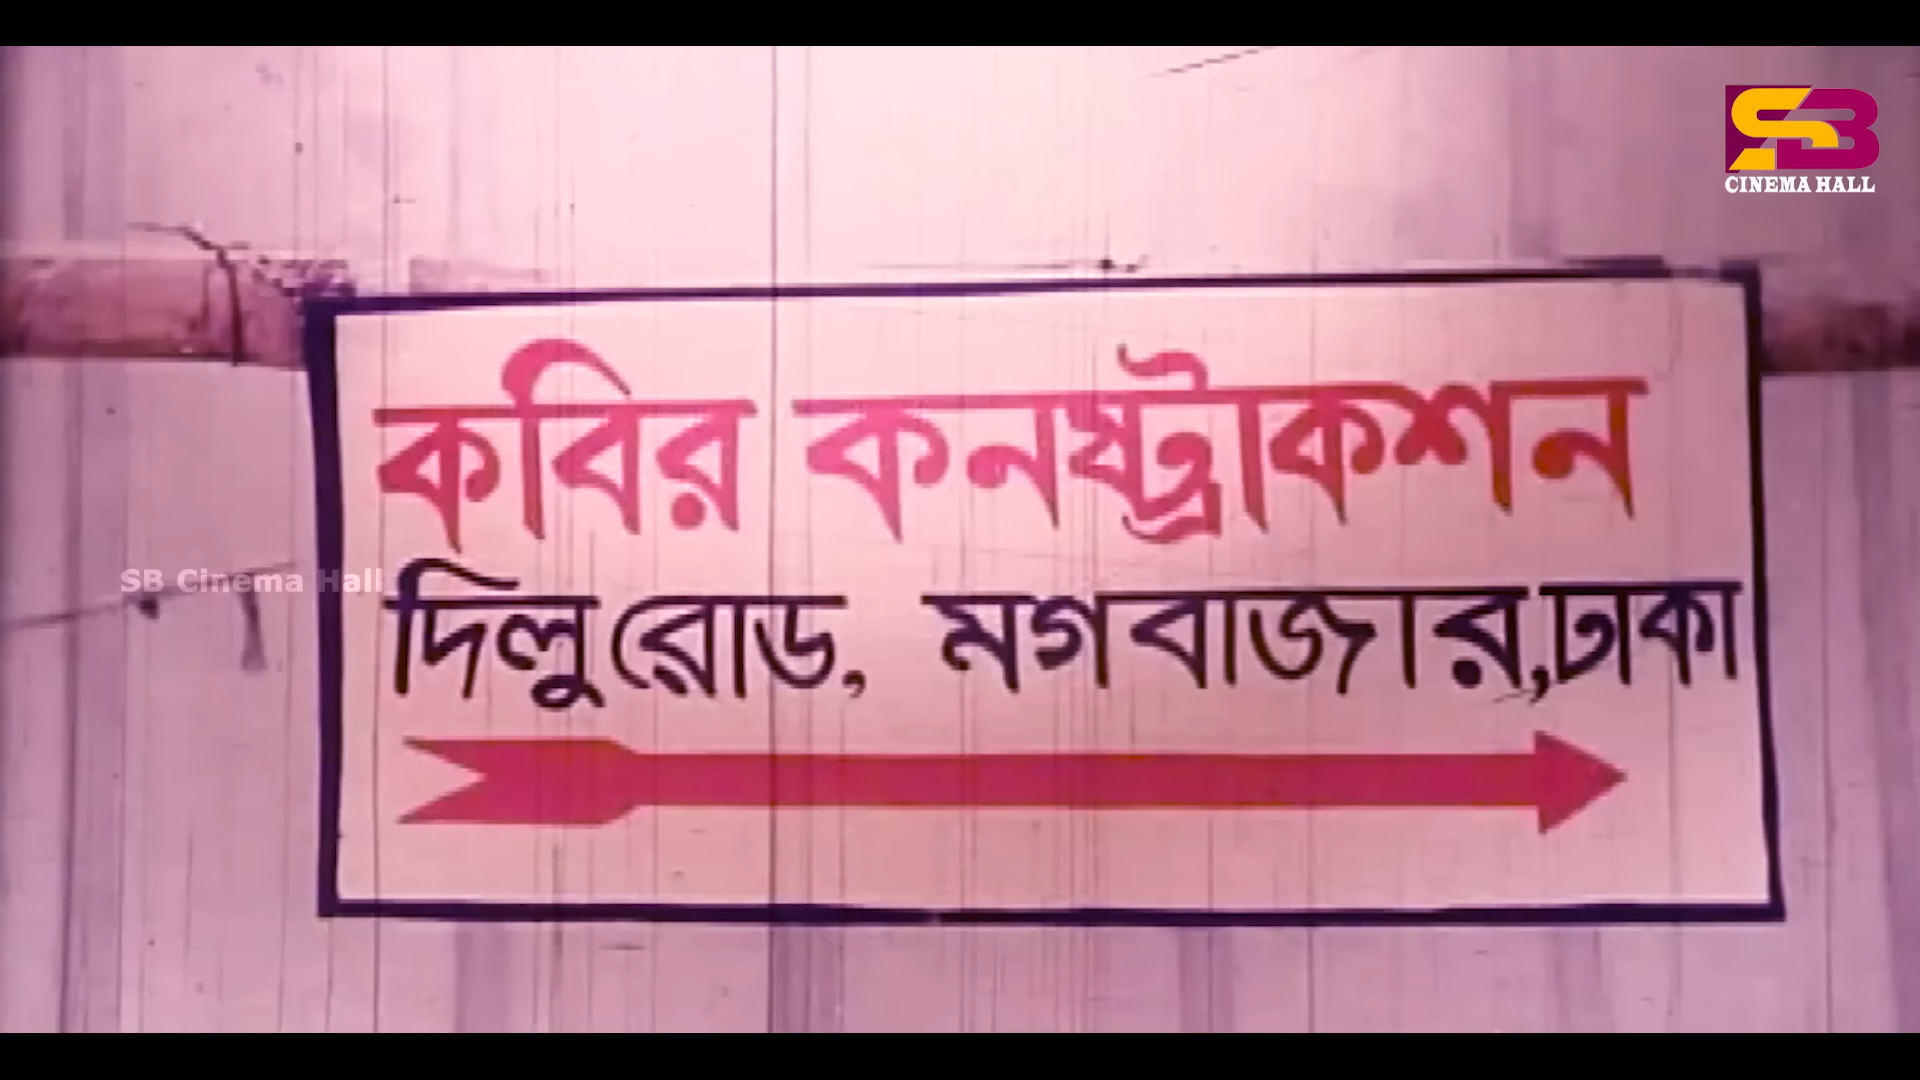 SB
CINEMA HALL
কবির কনষ্ট্রাকশন
SB Cinema Hall
দিলু রোড, মগবাজার,ঢাকা